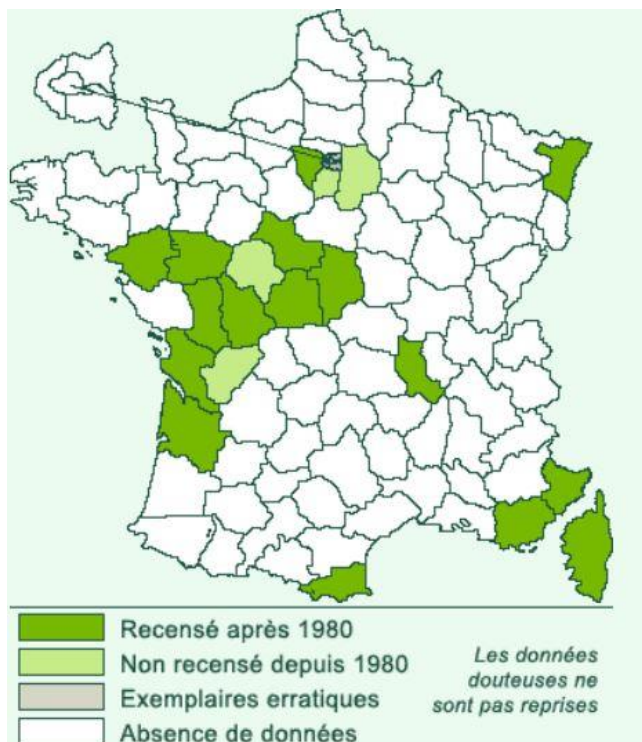 Recensé après 1980
Non recensé depuis 1980
Exemplaires erratiques
Absence de données
Les données
douteuses ne
sont pas reprises